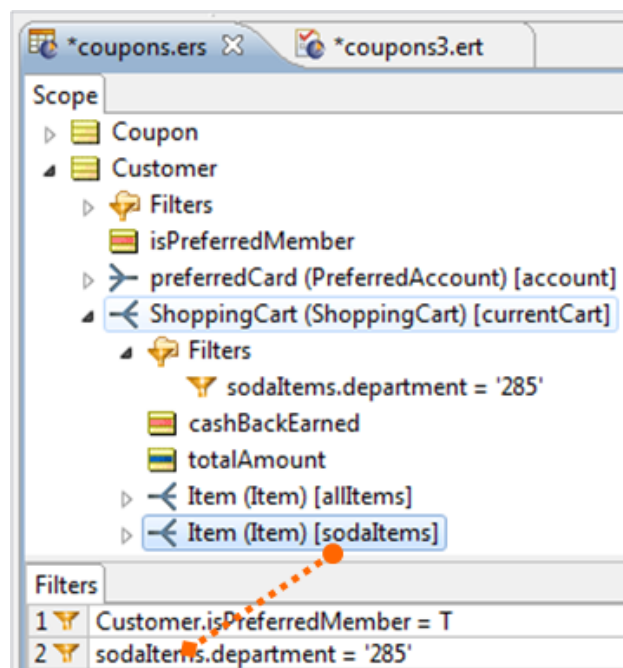 *coupons.ers *coupons3.ert
Scope
Coupon
Customer
Filters
isPreferredMember
preferredCard (PreferredAccount) [account]
ShoppingCart (ShoppingCart) [currentCart]
Filters
sodaItems.department = '285'
cashBackEarned
totalAmount
Item (Item) [allItems]
Item (Item) [sodaItems]
Filters
1 Customer.isPreferredMember = T
2 sodaItems.department = '285'